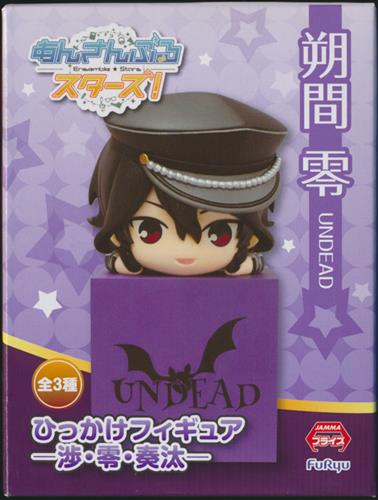 あんさんぶる
Ensemble ★ Stars
スターズ!
朔間 零
UNDEAD
UNDEAD
全3種
ひっかけフィギュア
―渉・零・奏汰―
JAMMA
プライズ
FuRyu